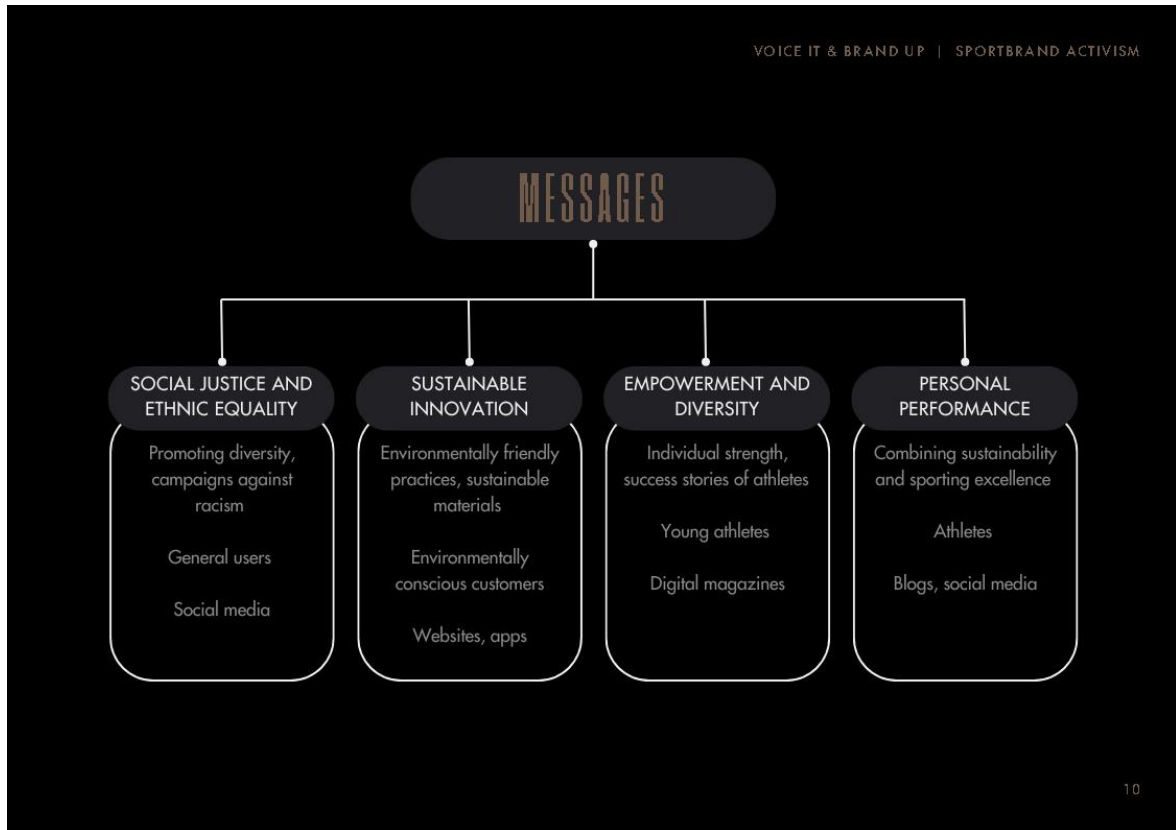 VOICE IT & BRAND UP | SPORTBRAND ACTIVISM
MESSAGES
SOCIAL JUSTICE AND
ETHNIC EQUALITY
Promoting diversity,
campaigns against
racism
General users
Social media
SUSTAINABLE
INNOVATION
Environmentally friendly
practices, sustainable
materials
Environmentally
conscious customers
Websites, apps
EMPOWERMENT AND
DIVERSITY
Individual strength,
success stories of athletes
Young athletes
Digital magazines
PERSONAL
PERFORMANCE
Combining sustainability
and sporting excellence
Athletes
Blogs, social media
10